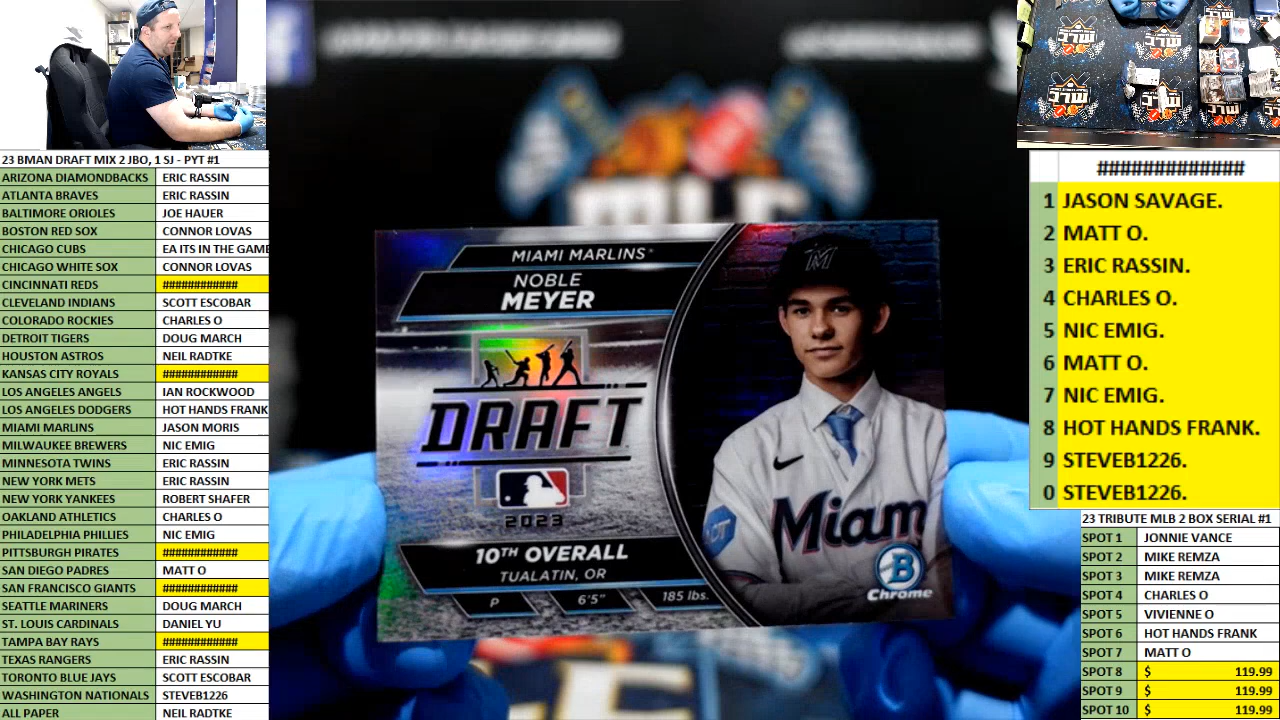 23 BMAN DRAFT MIX 2 JBO, 1 SJ - PYT #1
ARIZONA DIAMONDBACKS ERIC RASSIN
ATLANTA BRAVES ERIC RASSIN
BALTIMORE ORIOLES JOE HAUER
BOSTON RED SOX CONNOR LOVAS
CHICAGO CUBS EA ITS IN THE GAME
CHICAGO WHITE SOX CONNOR LOVAS
CINCINNATI REDS ############
CLEVELAND INDIANS SCOTT ESCOBAR
COLORADO ROCKIES CHARLES O
DETROIT TIGERS DOUG MARCH
HOUSTON ASTROS NEIL RADTKE
KANSAS CITY ROYALS ############
LOS ANGELES ANGELS IAN ROCKWOOD
LOS ANGELES DODGERS HOT HANDS FRANK
MIAMI MARLINS JASON MORIS
MILWAUKEE BREWERS NIC EMIG
MINNESOTA TWINS ERIC RASSIN
NEW YORK METS ERIC RASSIN
NEW YORK YANKEES ROBERT SHAFER
OAKLAND ATHLETICS CHARLES O
PHILADELPHIA PHILLIES NIC EMIG
PITTSBURGH PIRATES ############
SAN DIEGO PADRES MATT O
SAN FRANCISCO GIANTS ############
SEATTLE MARINERS DOUG MARCH
ST. LOUIS CARDINALS DANIEL YU
TAMPA BAY RAYS ############
TEXAS RANGERS ERIC RASSIN
TORONTO BLUE JAYS SCOTT ESCOBAR
WASHINGTON NATIONALS STEVEB1226
ALL PAPER NEIL RADTKE
MIAMI MARLINS
NOBLE
MEYER
DRAFT
2023
10TH OVERALL
TUALATIN, OR
P 6'5" 185 lbs.
M
Miam
B
Chrome
#############
1 JASON SAVAGE.
2 MATT O.
3 ERIC RASSIN.
4 CHARLES O.
5 NIC EMIG.
6 MATT O.
7 NIC EMIG.
8 HOT HANDS FRANK.
9 STEVEB1226.
0 STEVEB1226.
23 TRIBUTE MLB 2 BOX SERIAL #1
SPOT 1 JONNIE VANCE
SPOT 2 MIKE REMZA
SPOT 3 MIKE REMZA
SPOT 4 CHARLES O
SPOT 5 VIVIENNE O
SPOT 6 HOT HANDS FRANK
SPOT 7 MATT O
SPOT 8 $ 119.99
SPOT 9 $ 119.99
SPOT 10 $ 119.99